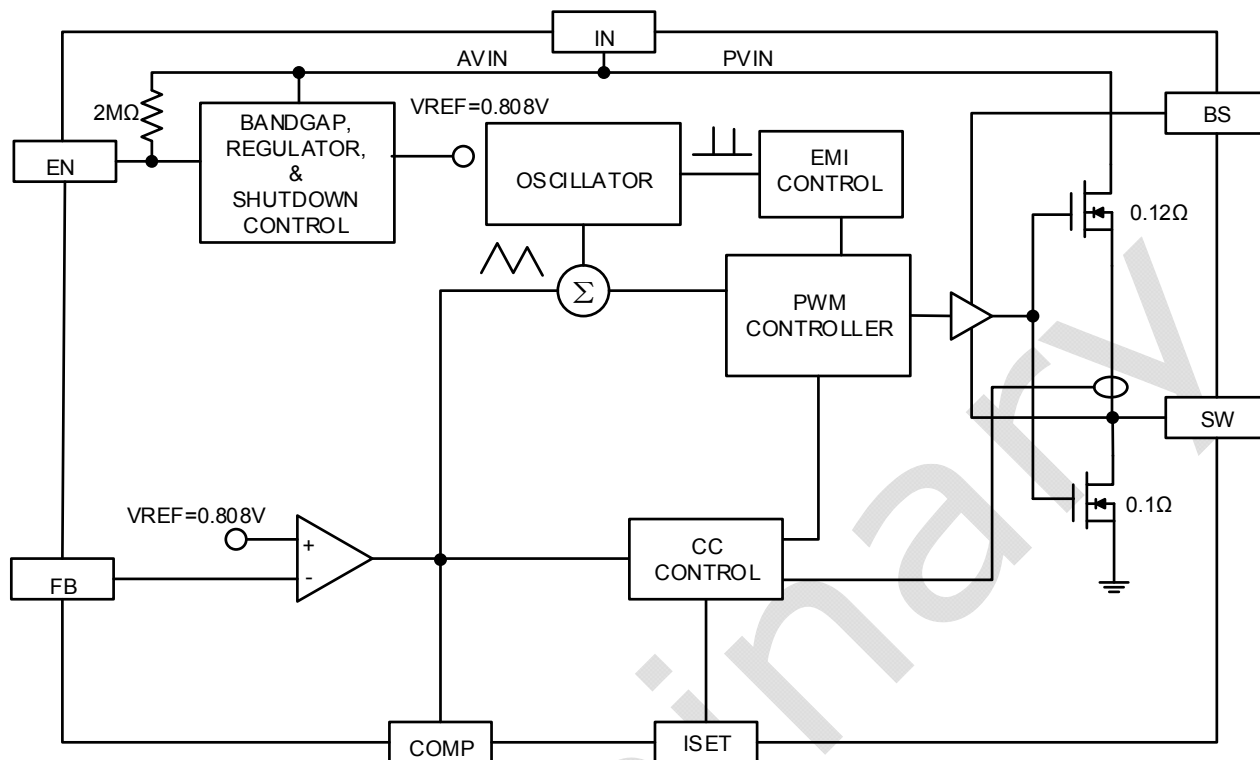 IN
AVIN
PVIN
2MΩ
BANDGAP,
REGULATOR,
&
SHUTDOWN
CONTROL
VREF=0.808V
OSCILLATOR
EMI
CONTROL
BS
EN
0.12Ω
Σ
PWM
CONTROLLER
SW
VREF=0.808V
+
-
FB
CC
CONTROL
0.1Ω
COMP
ISET
inary